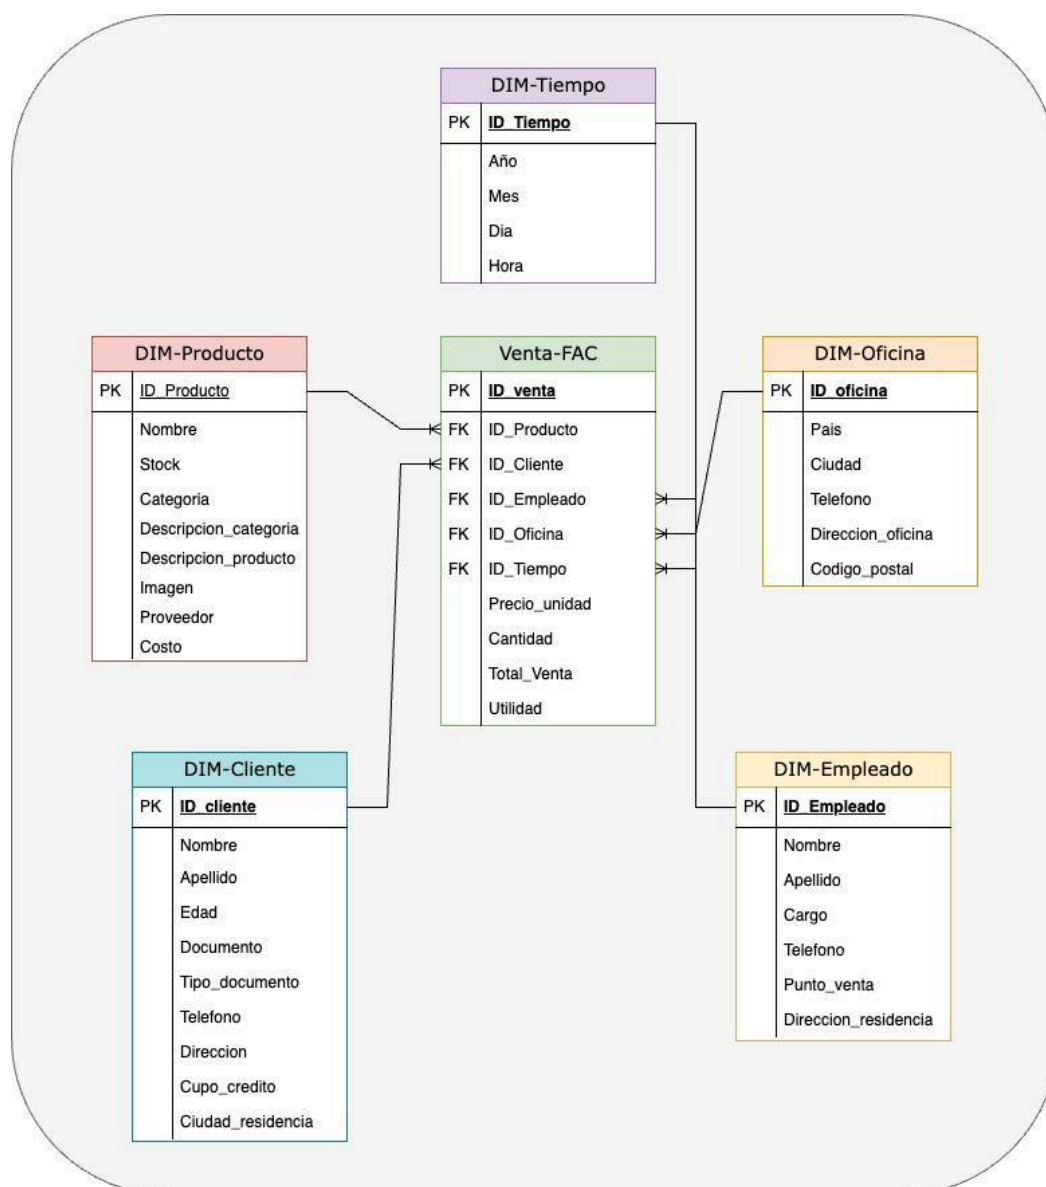 DIM-Tiempo
PK ID_Tiempo
Año
Mes
Dia
Hora
DIM-Producto
PK ID_Producto
Nombre
Stock
Categoria
Descripcion_categoria
Descripcion_producto
Imagen
Proveedor
Costo
Venta-FAC
PK ID_venta
FK ID_Producto
FK ID_Cliente
FK ID_Empleado
FK ID_Oficina
FK ID_Tiempo
Precio_unidad
Cantidad
Total_Venta
Utilidad
DIM-Oficina
PK ID_oficina
Pais
Ciudad
Telefono
Direccion_oficina
Codigo_postal
DIM-Cliente
PK ID_cliente
Nombre
Apellido
Edad
Documento
Tipo_documento
Telefono
Direccion
Cupo_credito
Ciudad_residencia
DIM-Empleado
PK ID_Empleado
Nombre
Apellido
Cargo
Telefono
Punto_venta
Direccion_residencia